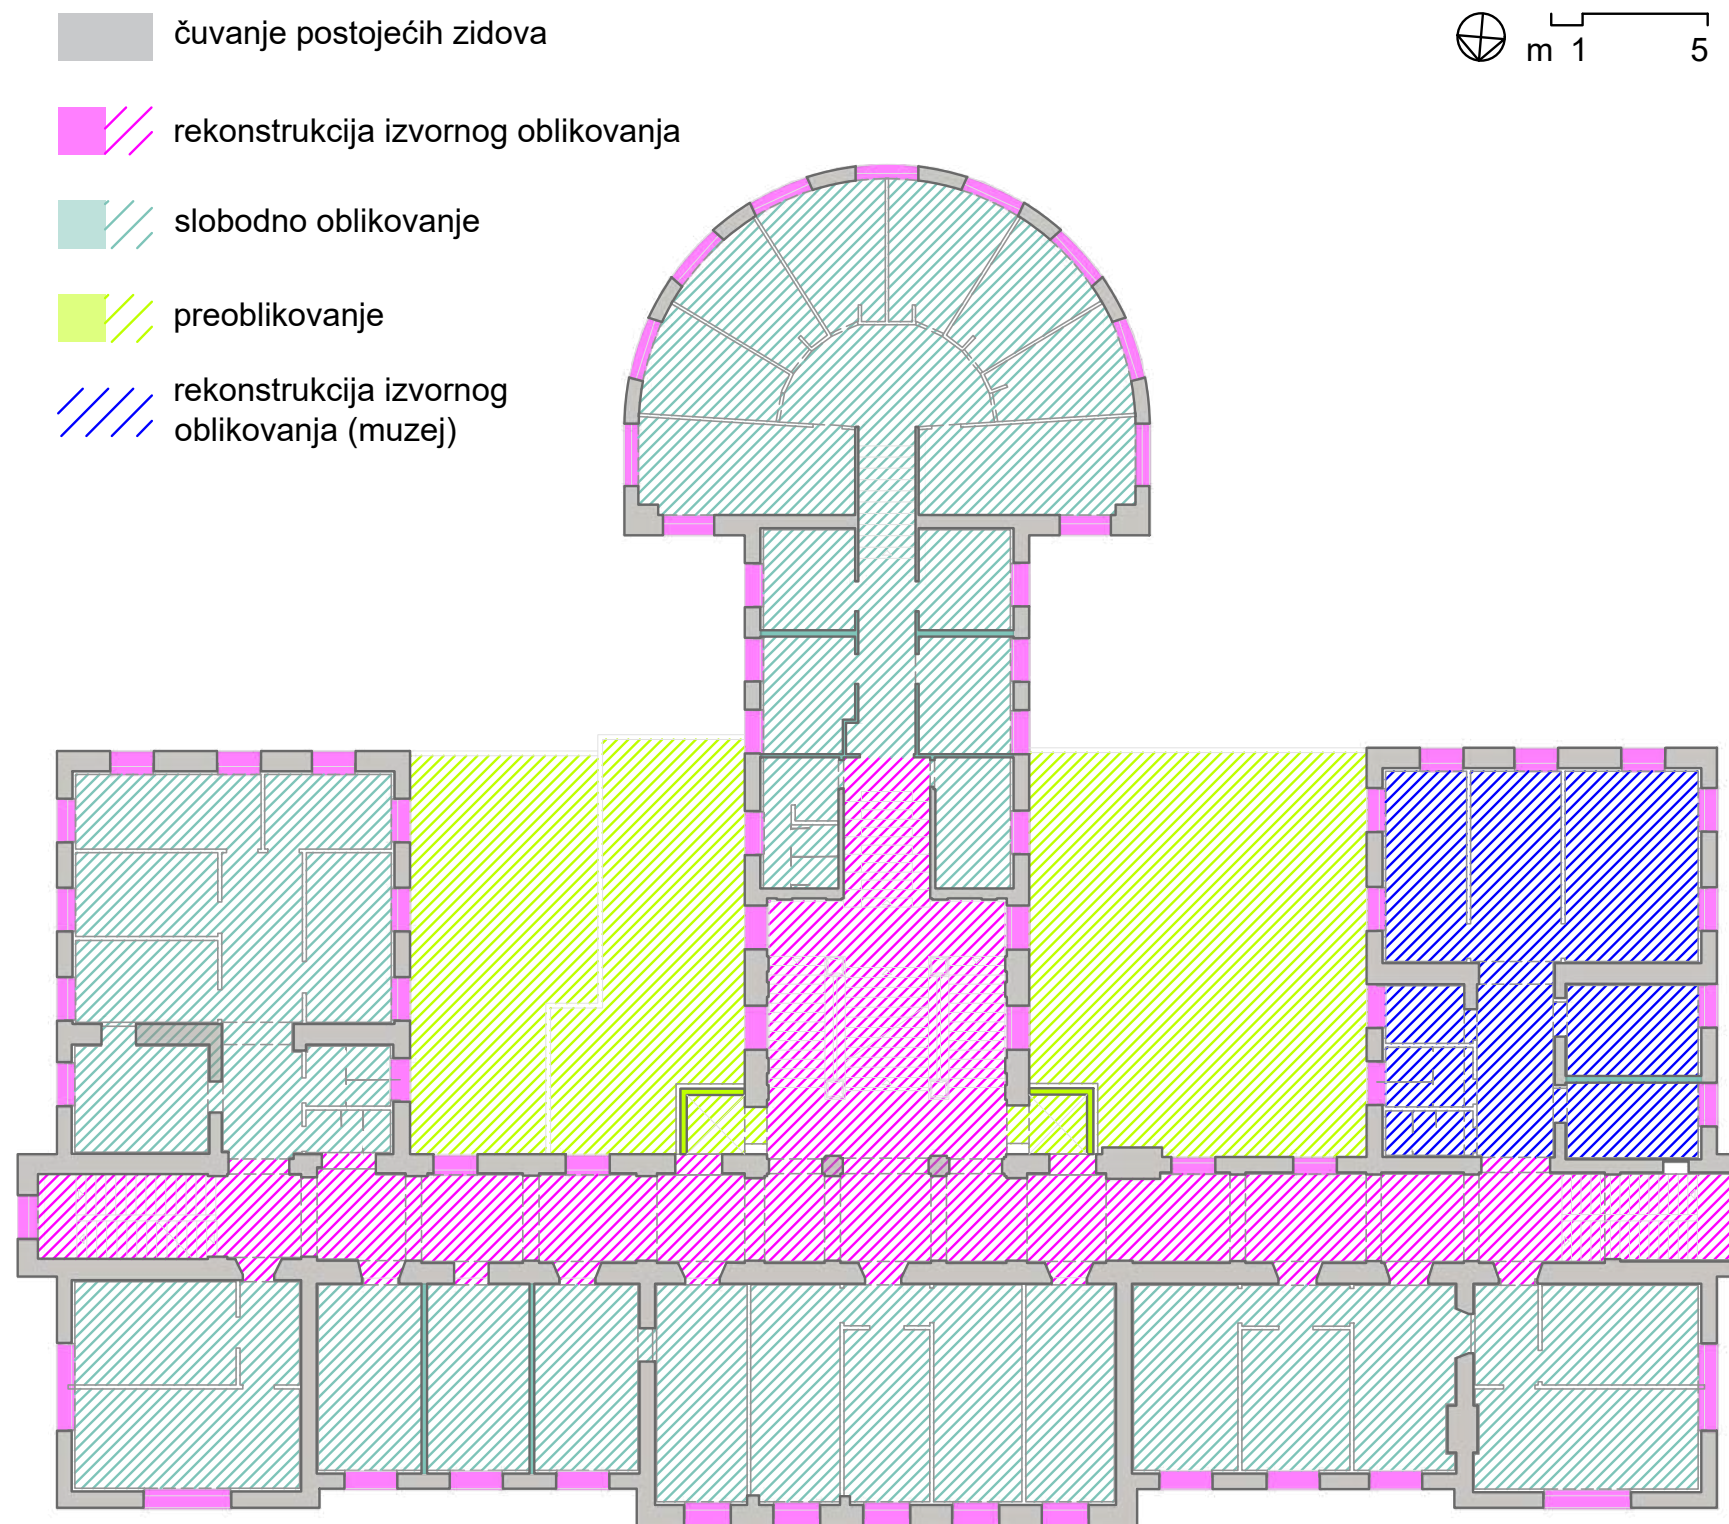 čuvanje postojećih zidova
m 1 5
rekonstrukcija izvornog oblikovanja
slobodno oblikovanje
preoblikovanje
rekonstrukcija izvornog
oblikovanja (muzej)